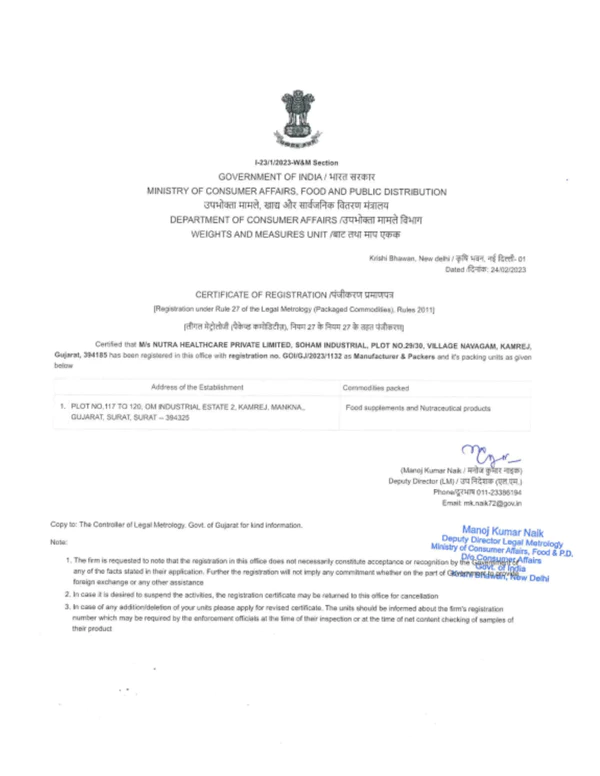 I-23/1/2023-W&M Section
GOVERNMENT OF INDIA / भारत सरकार
MINISTRY OF CONSUMER AFFAIRS, FOOD AND PUBLIC DISTRIBUTION
उपभोक्ता मामले, खाद्य और सार्वजनिक वितरण मंत्रालय
DEPARTMENT OF CONSUMER AFFAIRS /उपभोक्ता मामले विभाग
WEIGHTS AND MEASURES UNIT /बाट तथा माप एकक
Krishi Bhawan, New delhi / कृषि भवन, नई दिल्ली- 01
Dated /दिनांक: 24/02/2023
CERTIFICATE OF REGISTRATION /पंजीकरण प्रमाणपत्र
[Registration under Rule 27 of the Legal Metrology (Packaged Commodities), Rules 2011]
[लीगल मेट्रोलॉजी (पैकेज्ड कमोडिटीज), नियम 27 के नियम 27 के तहत पंजीकरण]
Certified that M/s NUTRA HEALTHCARE PRIVATE LIMITED, SOHAM INDUSTRIAL, PLOT NO.29/30, VILLAGE NAVAGAM, KAMREJ,
Gujarat, 394185 has been registered in this office with registration no. GOI/GJ/2023/1132 as Manufacturer & Packers and it's packing units as given
below
Address of the Establishment Commodities packed
1. PLOT NO,117 TO 120, OM INDUSTRIAL ESTATE 2, KAMREJ, MANKNA,, Food supplements and Nutraceutical products
GUJARAT, SURAT, SURAT – 394325
(Manoj Kumar Naik / मनोज कुमार नाइक)
Deputy Director (LM) / उप निदेशक (एल.एम.)
Phone/दूरभाष 011-23386194
Email: mk.naik72@gov.in
Copy to: The Controller of Legal Metrology, Govt. of Gujarat for kind information.
Manoj Kumar Naik
Deputy Director Legal Metrology
Ministry of Consumer Affairs, Food & P.D.
D/o Consumer Affairs
Govt. of India
Krishi Bhawan, New Delhi
Note:
1. The firm is requested to note that the registration in this office does not necessarily constitute acceptance or recognition by the Government of
any of the facts stated in their application. Further the registration will not imply any commitment whether on the part of Government to provide
foreign exchange or any other assistance
2. In case it is desired to suspend the activities, the registration certificate may be returned to this office for cancellation
3. In case of any addition/deletion of your units please apply for revised certificate. The units should be informed about the firm's registration
number which may be required by the enforcement officials at the time of their inspection or at the time of net content checking of samples of
their product